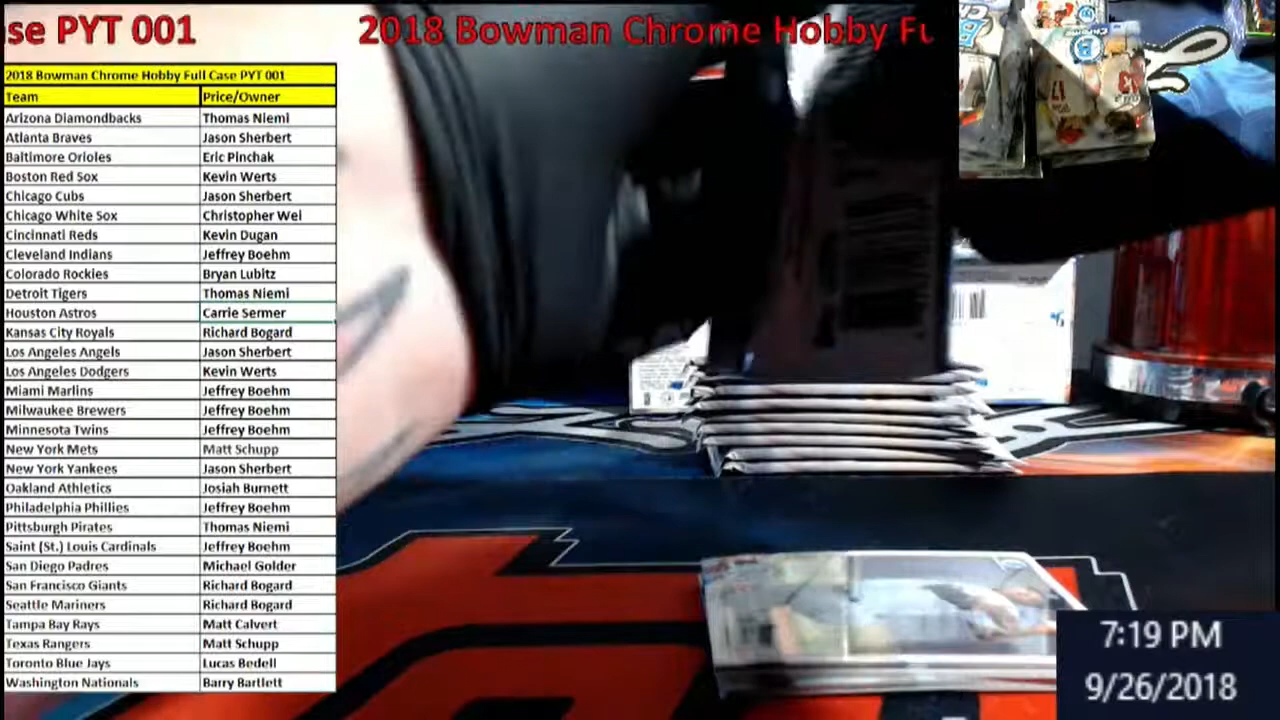 se PYT 001 2018 Bowman Chrome Hobby Fu
2018 Bowman Chrome Hobby Full Case PYT 001
Team Price/Owner
Arizona Diamondbacks Thomas Niemi
Atlanta Braves Jason Sherbert
Baltimore Orioles Eric Pinchak
Boston Red Sox Kevin Werts
Chicago Cubs Jason Sherbert
Chicago White Sox Christopher Wel
Cincinnati Reds Kevin Dugan
Cleveland Indians Jeffrey Boehm
Colorado Rockies Bryan Lubitz
Detroit Tigers Thomas Niemi
Houston Astros Carrie Sermer
Kansas City Royals Richard Bogard
Los Angeles Angels Jason Sherbert
Los Angeles Dodgers Kevin Werts
Miami Marlins Jeffrey Boehm
Milwaukee Brewers Jeffrey Boehm
Minnesota Twins Jeffrey Boehm
New York Mets Matt Schupp
New York Yankees Jason Sherbert
Oakland Athletics Josiah Burnett
Philadelphia Phillies Jeffrey Boehm
Pittsburgh Pirates Thomas Niemi
Saint (St.) Louis Cardinals Jeffrey Boehm
San Diego Padres Michael Golder
San Francisco Giants Richard Bogard
Seattle Mariners Richard Bogard
Tampa Bay Rays Matt Calvert
Texas Rangers Matt Schupp
Toronto Blue Jays Lucas Bedell
Washington Nationals Barry Bartlett
7:19 PM
9/26/2018